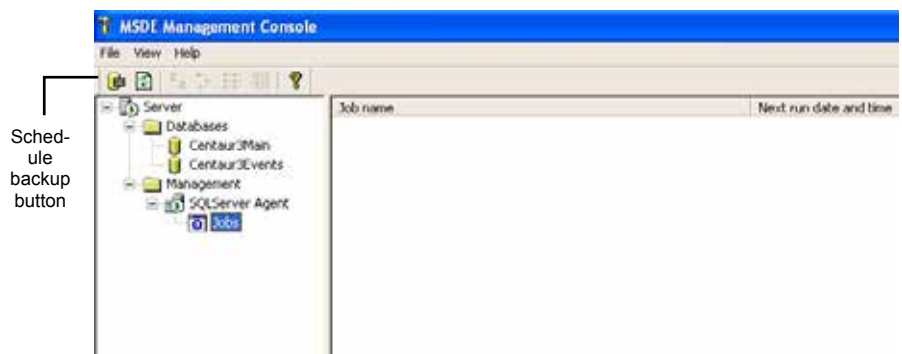 MSDE Management Console
File View Help
Sched-
ule
backup
button
Server
Databases
Centaur3Main
Centaur3Events
Management
SQLServer Agent
Jobs
Job name Next run date and time